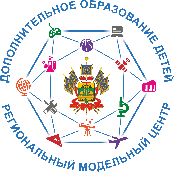 ДОПОЛНИТЕЛЬНОЕ ОБРАЗОВАНИЕ ДЕТЕЙ
РЕГИОНАЛЬНЫЙ МОДЕЛЬНЫЙ ЦЕНТР